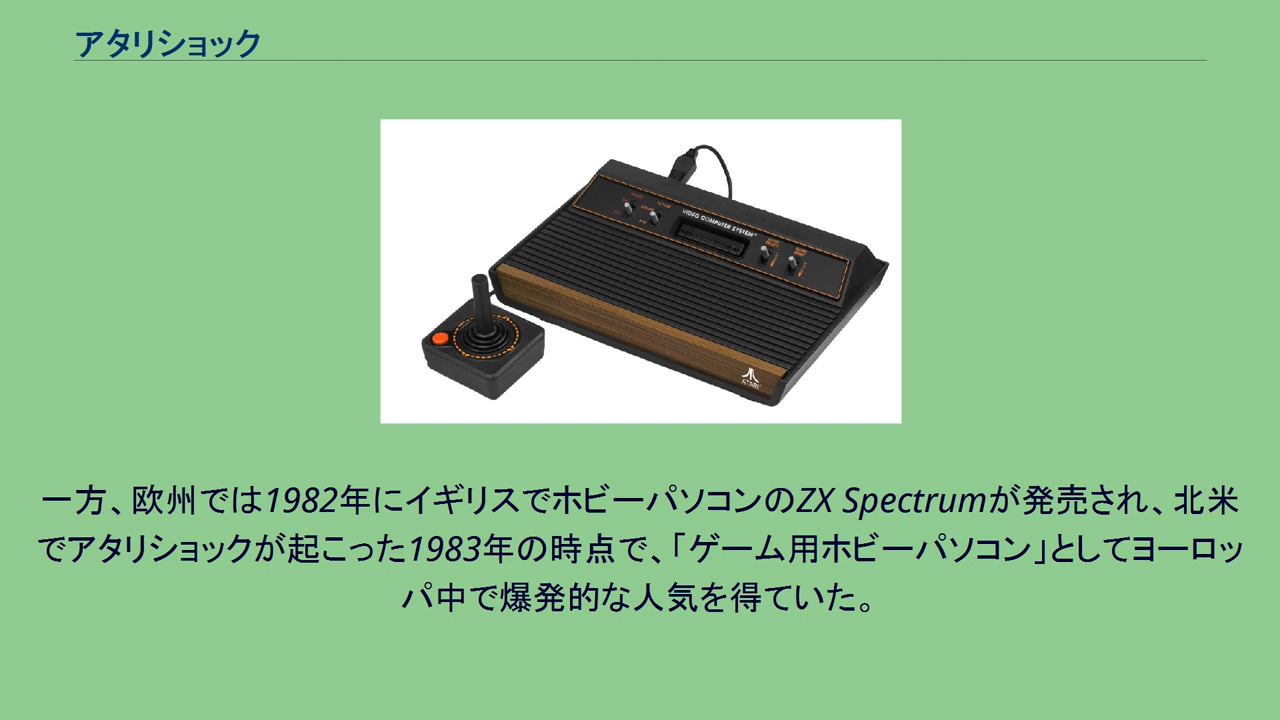 アタリショック
VIDEO COMPUTER SYSTEM™
ATARI
一方、欧州では1982年にイギリスでホビーパソコンのZX Spectrumが発売され、北米
でアタリショックが起こった1983年の時点で、「ゲーム用ホビーパソコン」としてヨーロッ
パ中で爆発的な人気を得ていた。